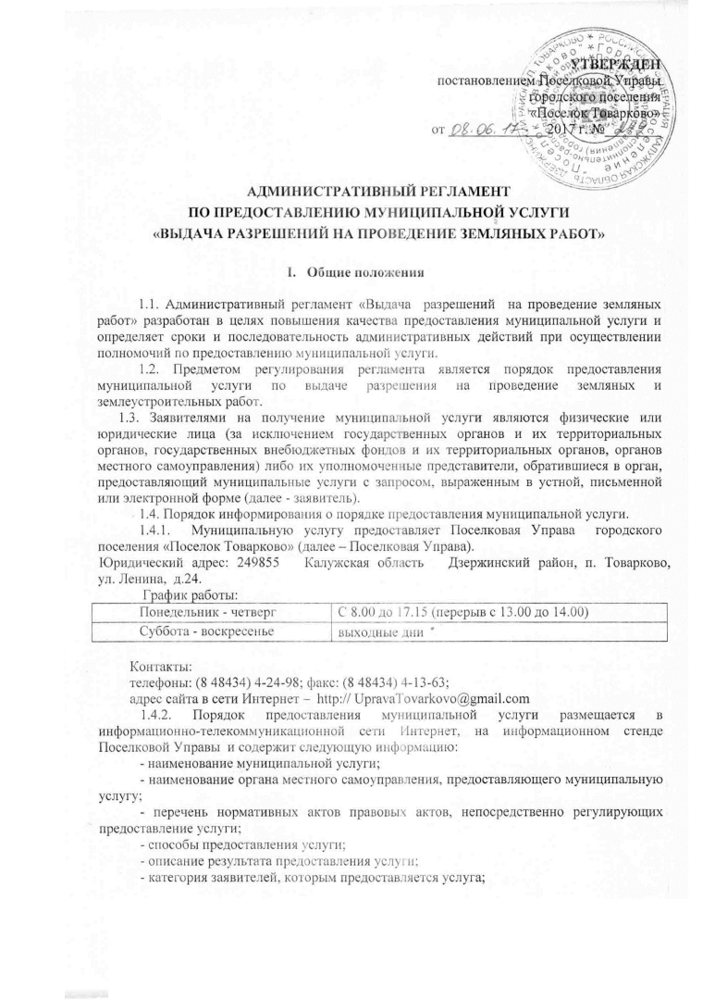 УТВЕРЖДЕН
постановлением Поселковой Управы
городского поселения
«Поселок Товарково»
от 08.06.17 2017 г. №
АДМИНИСТРАТИВНЫЙ РЕГЛАМЕНТ
ПО ПРЕДОСТАВЛЕНИЮ МУНИЦИПАЛЬНОЙ УСЛУГИ
«ВЫДАЧА РАЗРЕШЕНИЙ НА ПРОВЕДЕНИЕ ЗЕМЛЯНЫХ РАБОТ»
I. Общие положения
1.1. Административный регламент «Выдача разрешений на проведение земляных
работ» разработан в целях повышения качества предоставления муниципальной услуги и
определяет сроки и последовательность административных действий при осуществлении
полномочий по предоставлению муниципальной услуги.
1.2. Предметом регулирования регламента является порядок предоставления
муниципальной услуги по выдаче разрешения на проведение земляных и
землеустроительных работ.
1.3. Заявителями на получение муниципальной услуги являются физические или
юридические лица (за исключением государственных органов и их территориальных
органов, государственных внебюджетных фондов и их территориальных органов, органов
местного самоуправления) либо их уполномоченные представители, обратившиеся в орган,
предоставляющий муниципальные услуги с запросом, выраженным в устной, письменной
или электронной форме (далее - заявитель).
1.4. Порядок информирования о порядке предоставления муниципальной услуги.
1.4.1. Муниципальную услугу предоставляет Поселковая Управа городского
поселения «Поселок Товарково» (далее – Поселковая Управа).
Юридический адрес: 249855 Калужская область Дзержинский район, п. Товарково,
ул. Ленина, д.24.
График работы:
Понедельник - четверг С 8.00 до 17.15 (перерыв с 13.00 до 14.00)
Суббота - воскресенье выходные дни
Контакты:
телефоны: (8 48434) 4-24-98; факс: (8 48434) 4-13-63;
адрес сайта в сети Интернет – http:// UpravaTovarkovo@gmail.com
1.4.2. Порядок предоставления муниципальной услуги размещается в
информационно-телекоммуникационной сети Интернет, на информационном стенде
Поселковой Управы и содержит следующую информацию:
- наименование муниципальной услуги;
- наименование органа местного самоуправления, предоставляющего муниципальную
услугу;
- перечень нормативных актов правовых актов, непосредственно регулирующих
предоставление услуги;
- способы предоставления услуги;
- описание результата предоставления услуги;
- категория заявителей, которым предоставляется услуга;